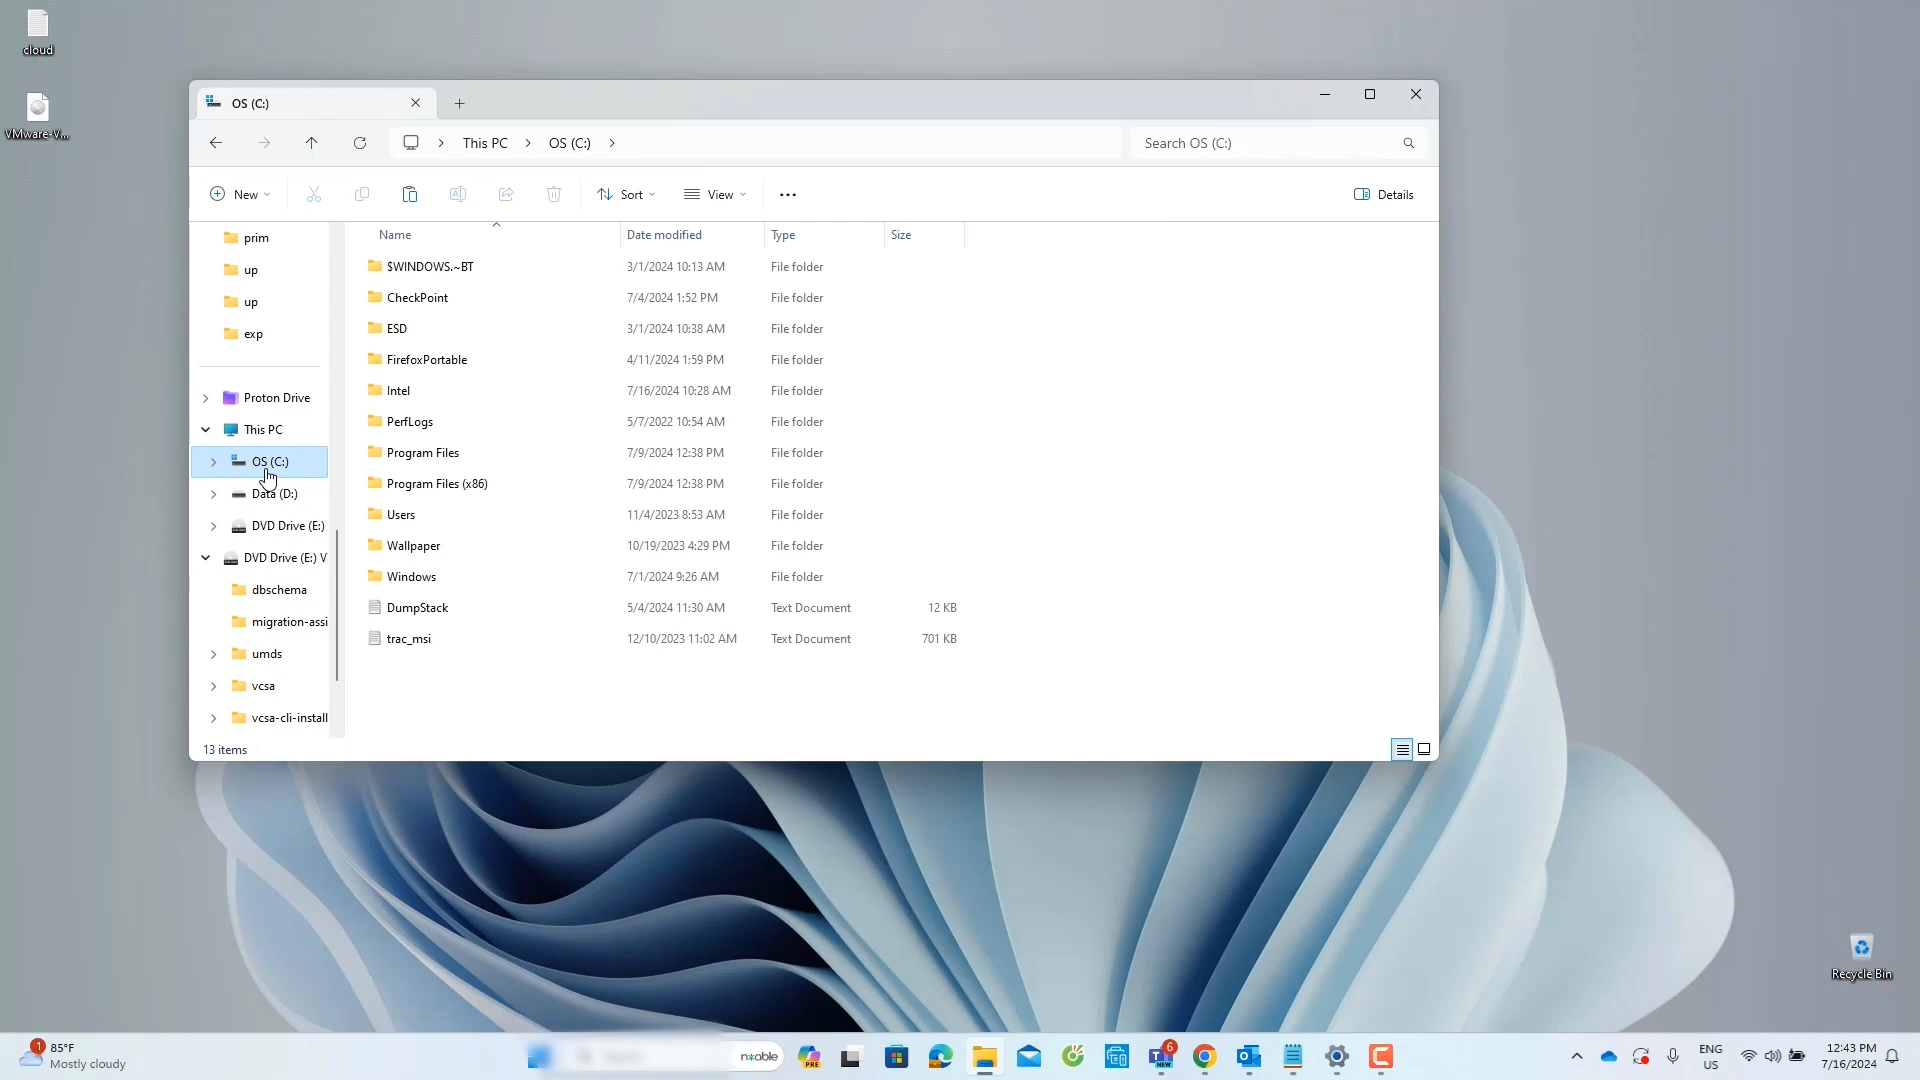 cloud
VMware-V...
OS (C:)
This PC
OS (C:)
Search OS (C:)
New
Sort
View
Details
prim
up
up
exp
Proton Drive
This PC
OS (C:)
Data (D:)
DVD Drive (E:)
DVD Drive (E:) V
dbschema
migration-assi
umds
vcsa
vcsa-cli-install
Name Date modified Type Size
$WINDOWS.~BT 3/1/2024 10:13 AM File folder
CheckPoint 7/4/2024 1:52 PM File folder
ESD 3/1/2024 10:38 AM File folder
FirefoxPortable 4/11/2024 1:59 PM File folder
Intel 7/16/2024 10:28 AM File folder
PerfLogs 5/7/2022 10:54 AM File folder
Program Files 7/9/2024 12:38 PM File folder
Program Files (x86) 7/9/2024 12:38 PM File folder
Users 11/4/2023 8:53 AM File folder
Wallpaper 10/19/2023 4:29 PM File folder
Windows 7/1/2024 9:26 AM File folder
DumpStack 5/4/2024 11:30 AM Text Document 12 KB
trac_msi 12/10/2023 11:02 AM Text Document 701 KB
13 items
Recycle Bin
1
85°F
Mostly cloudy
Search
n*able
PRE
T
6
NEW
ENG
US
12:43 PM
7/16/2024